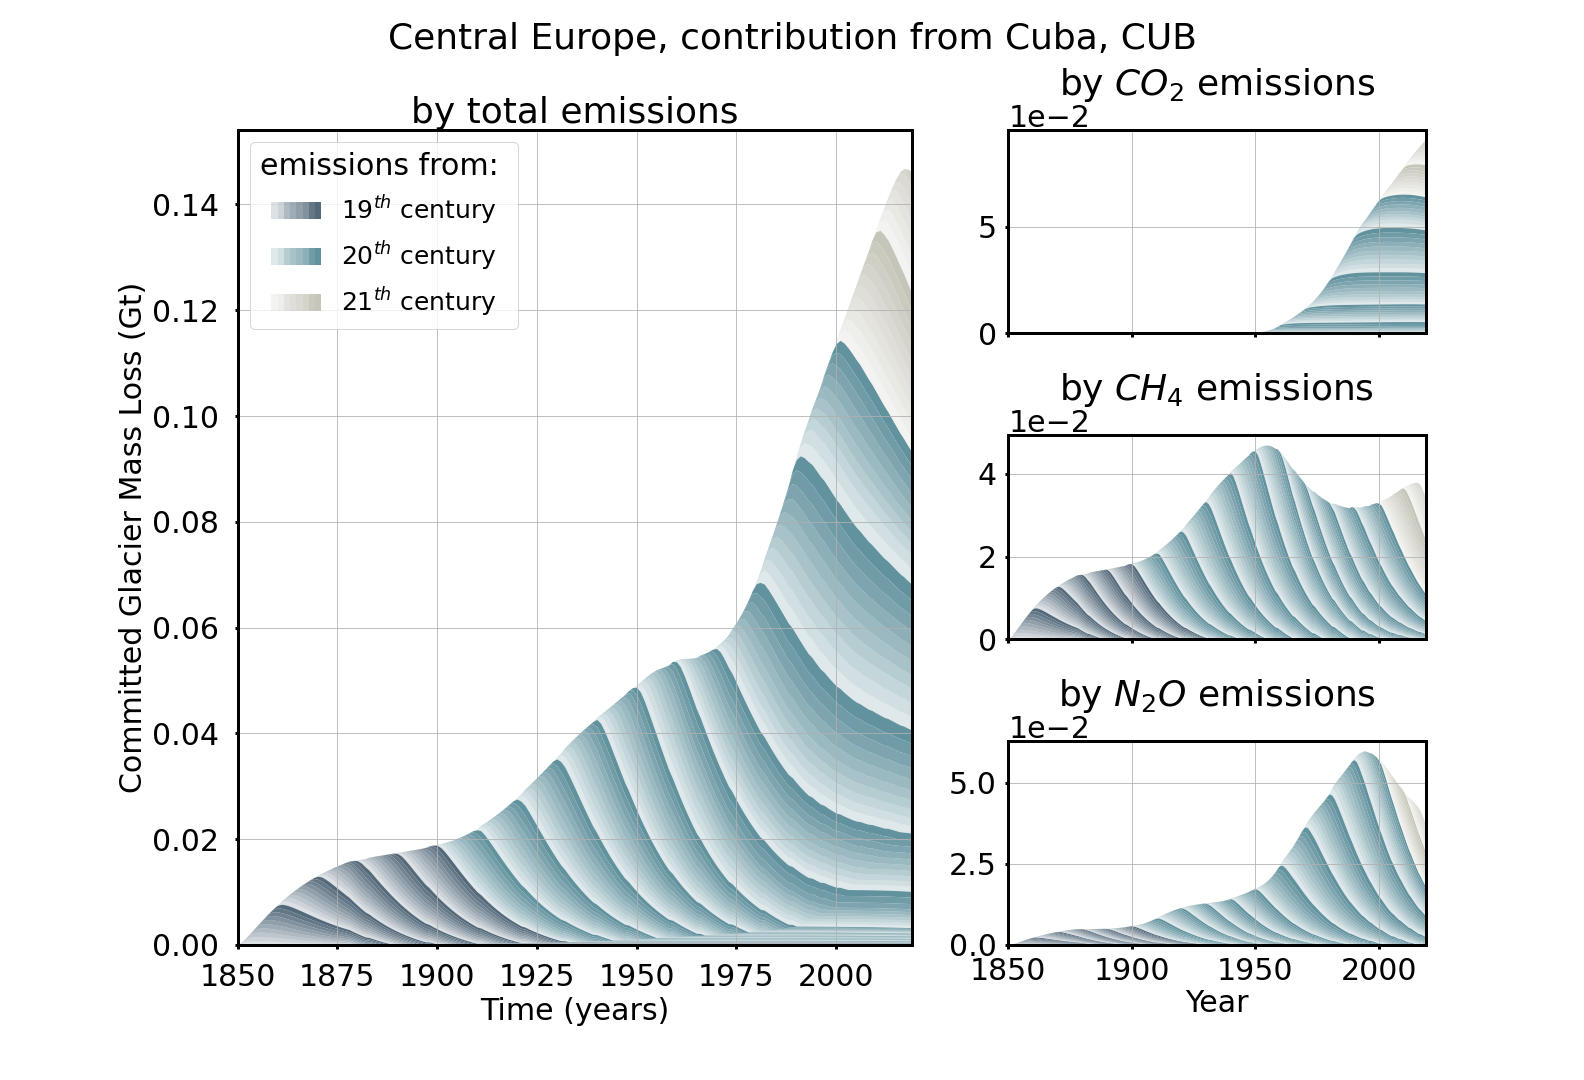 Central Europe, contribution from Cuba, CUB
by total emissions
emissions from:
19th century
20th century
21th century
Committed Glacier Mass Loss (Gt)
0.14
0.12
0.10
0.08
0.06
0.04
0.02
0.00
1850 1875 1900 1925 1950 1975 2000
Time (years)
by CO2 emissions
1e−2
5
0
by CH4 emissions
1e−2
4
2
0
by N2O emissions
1e−2
5.0
2.5
0.0
1850 1900 1950 2000
Year